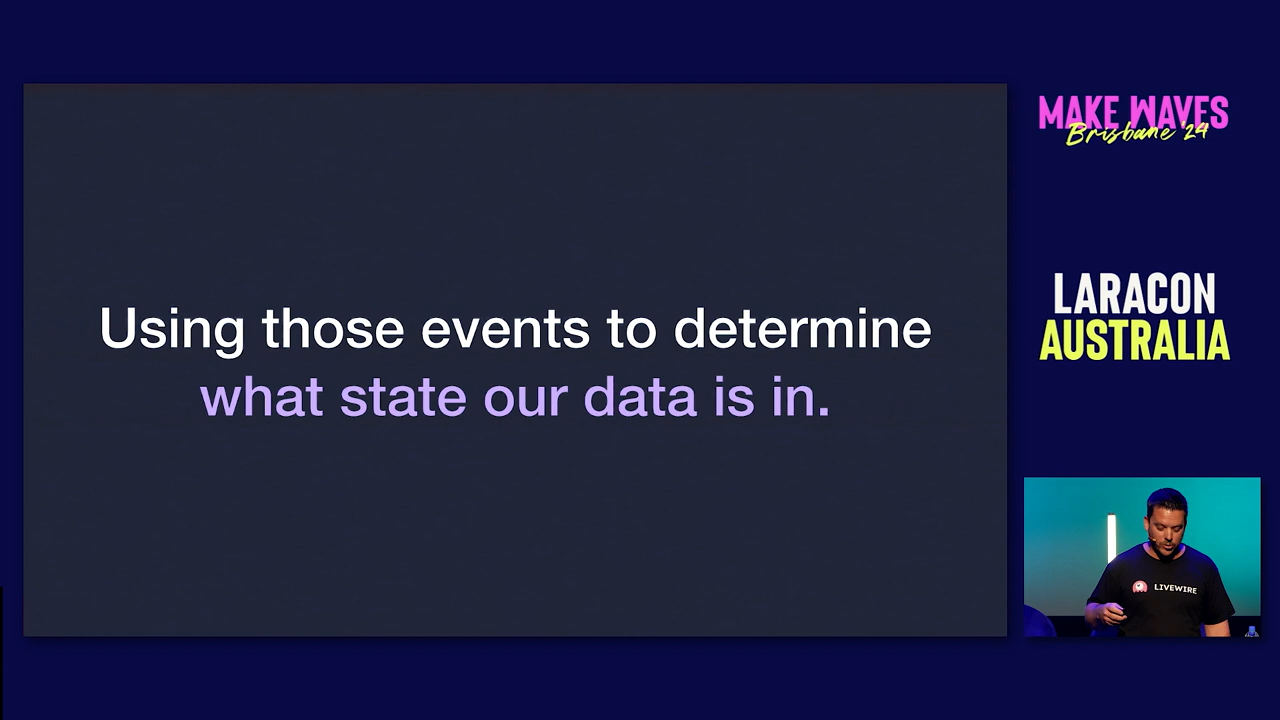 Using those events to determine
what state our data is in.
MAKE WAVES
Brisbane '24
LARACON
AUSTRALIA
LIVEWIRE